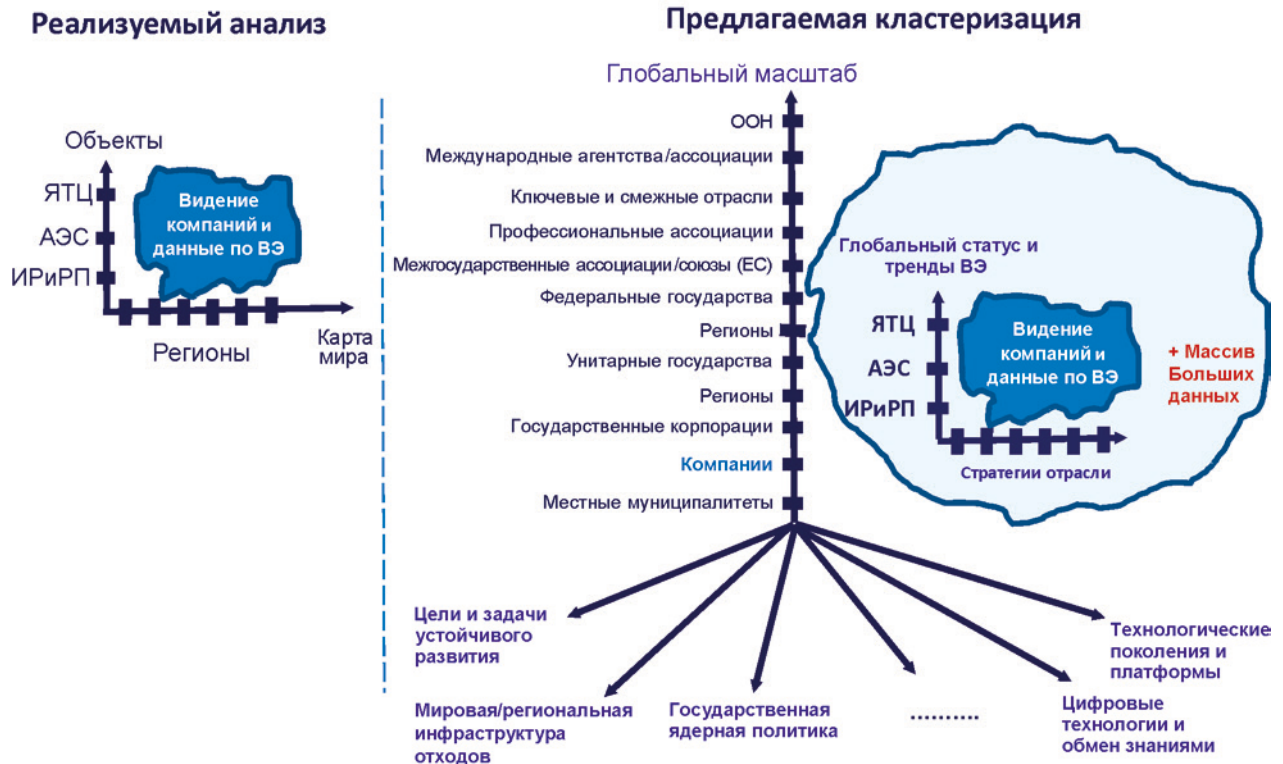 Реализуемый анализ
Объекты
ЯТЦ
АЭС
ИРиРП
Видение
компаний и
данные по ВЭ
Регионы
Карта
мира
Предлагаемая кластеризация
Глобальный масштаб
ООН
Международные агентства/ассоциации
Ключевые и смежные отрасли
Профессиональные ассоциации
Межгосударственные ассоциации/союзы (ЕС)
Федеральные государства
Регионы
Унитарные государства
Регионы
Государственные корпорации
Компании
Местные муниципалитеты
Глобальный статус и
тренды ВЭ
ЯТЦ
АЭС
ИРиРП
Видение
компаний и
данные по ВЭ
Стратегии отрасли
+ Массив
Больших
данных
Цели и задачи
устойчивого
развития
Мировая/региональная
инфраструктура
отходов
Государственная
ядерная политика
..........
Цифровые
технологии и
обмен знаниями
Технологические
поколения и
платформы